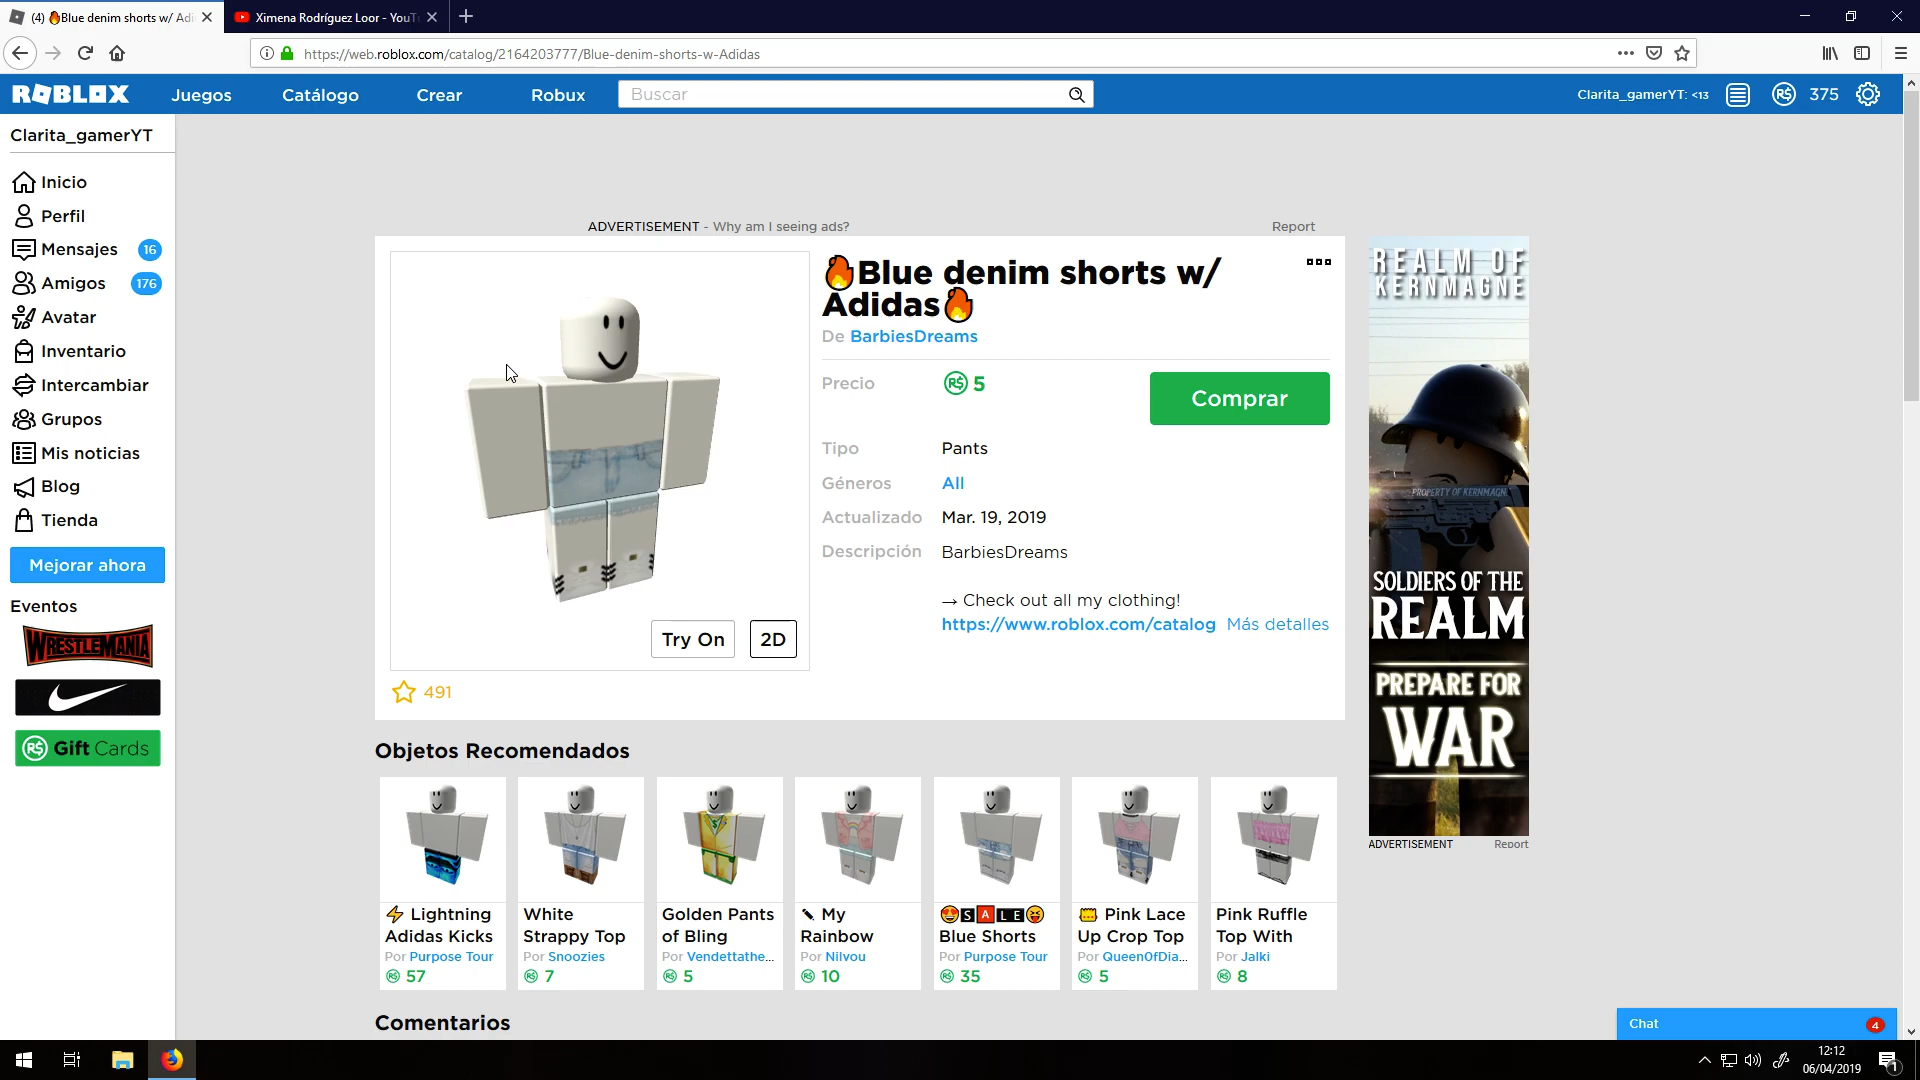 (4) 🔥Blue denim shorts w/ Adi
Ximena Rodríguez Loor - YouT
https://web.roblox.com/catalog/2164203777/Blue-denim-shorts-w-Adidas
ROBLOX
Juegos
Catálogo
Crear
Robux
Buscar
Clarita_gamerYT: <13
375
Clarita_gamerYT
Inicio
Perfil
Mensajes 16
Amigos 176
Avatar
Inventario
Intercambiar
Grupos
Mis noticias
Blog
Tienda
Mejorar ahora
Eventos
WRESTLEMANIA
R$ Gift Cards
ADVERTISEMENT - Why am I seeing ads?
Report
🔥Blue denim shorts w/
Adidas🔥
De BarbiesDreams
Precio R$ 5
Comprar
Tipo Pants
Géneros All
Actualizado Mar. 19, 2019
Descripción BarbiesDreams
→ Check out all my clothing!
https://www.roblox.com/catalog Más detalles
Try On
2D
491
REALM OF
KERNMAGNE
SOLDIERS OF THE
REALM
PREPARE FOR
WAR
ADVERTISEMENT Report
Objetos Recomendados
⚡ Lightning
Adidas Kicks
Por Purpose Tour
R$ 57
White
Strappy Top
Por Snoozies
R$ 7
Golden Pants
of Bling
Por Vendettathe...
R$ 5
✎ My
Rainbow
Por Nilvou
R$ 10
😍🆂🅰🅻🅴😝
Blue Shorts
Por Purpose Tour
R$ 35
Pink Lace
Up Crop Top
Por QueenOfDia...
R$ 5
Pink Ruffle
Top With
Por Jalki
R$ 8
Comentarios
Chat 4
12:12
06/04/2019
1